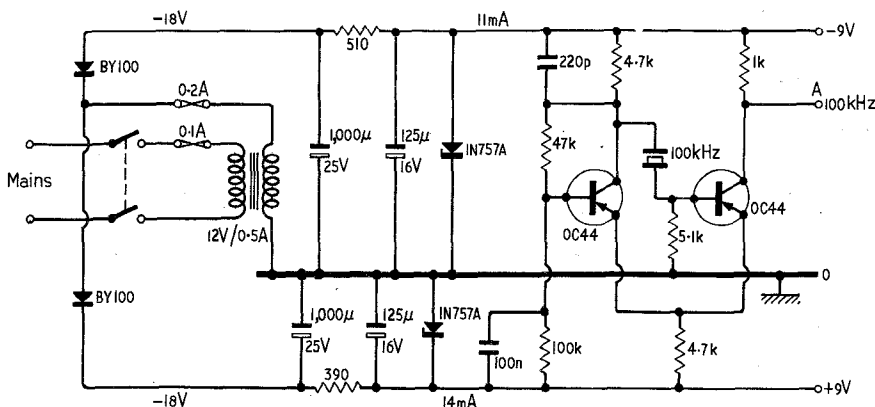 -18V
11mA
-9V
510
BY100
0·2A
220p
4·7k
1k
A
100kHz
0·1A
1,000μ
25V
125μ
16V
1N757A
47k
100kHz
Mains
12V/0·5A
OC44
5·1k
OC44
0
BY100
1,000μ
25V
125μ
16V
1N757A
100n
100k
4·7k
390
-18V
14mA
+9V